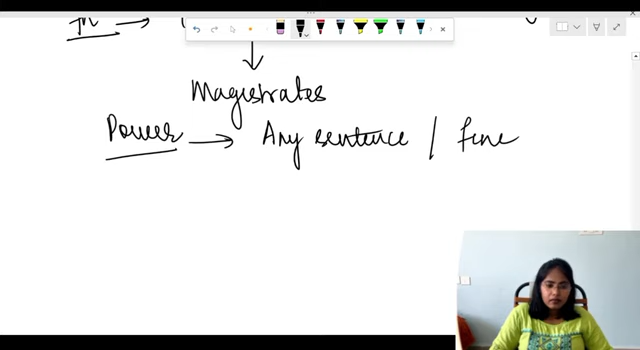 Magistrates
Power → Any sentence / fine